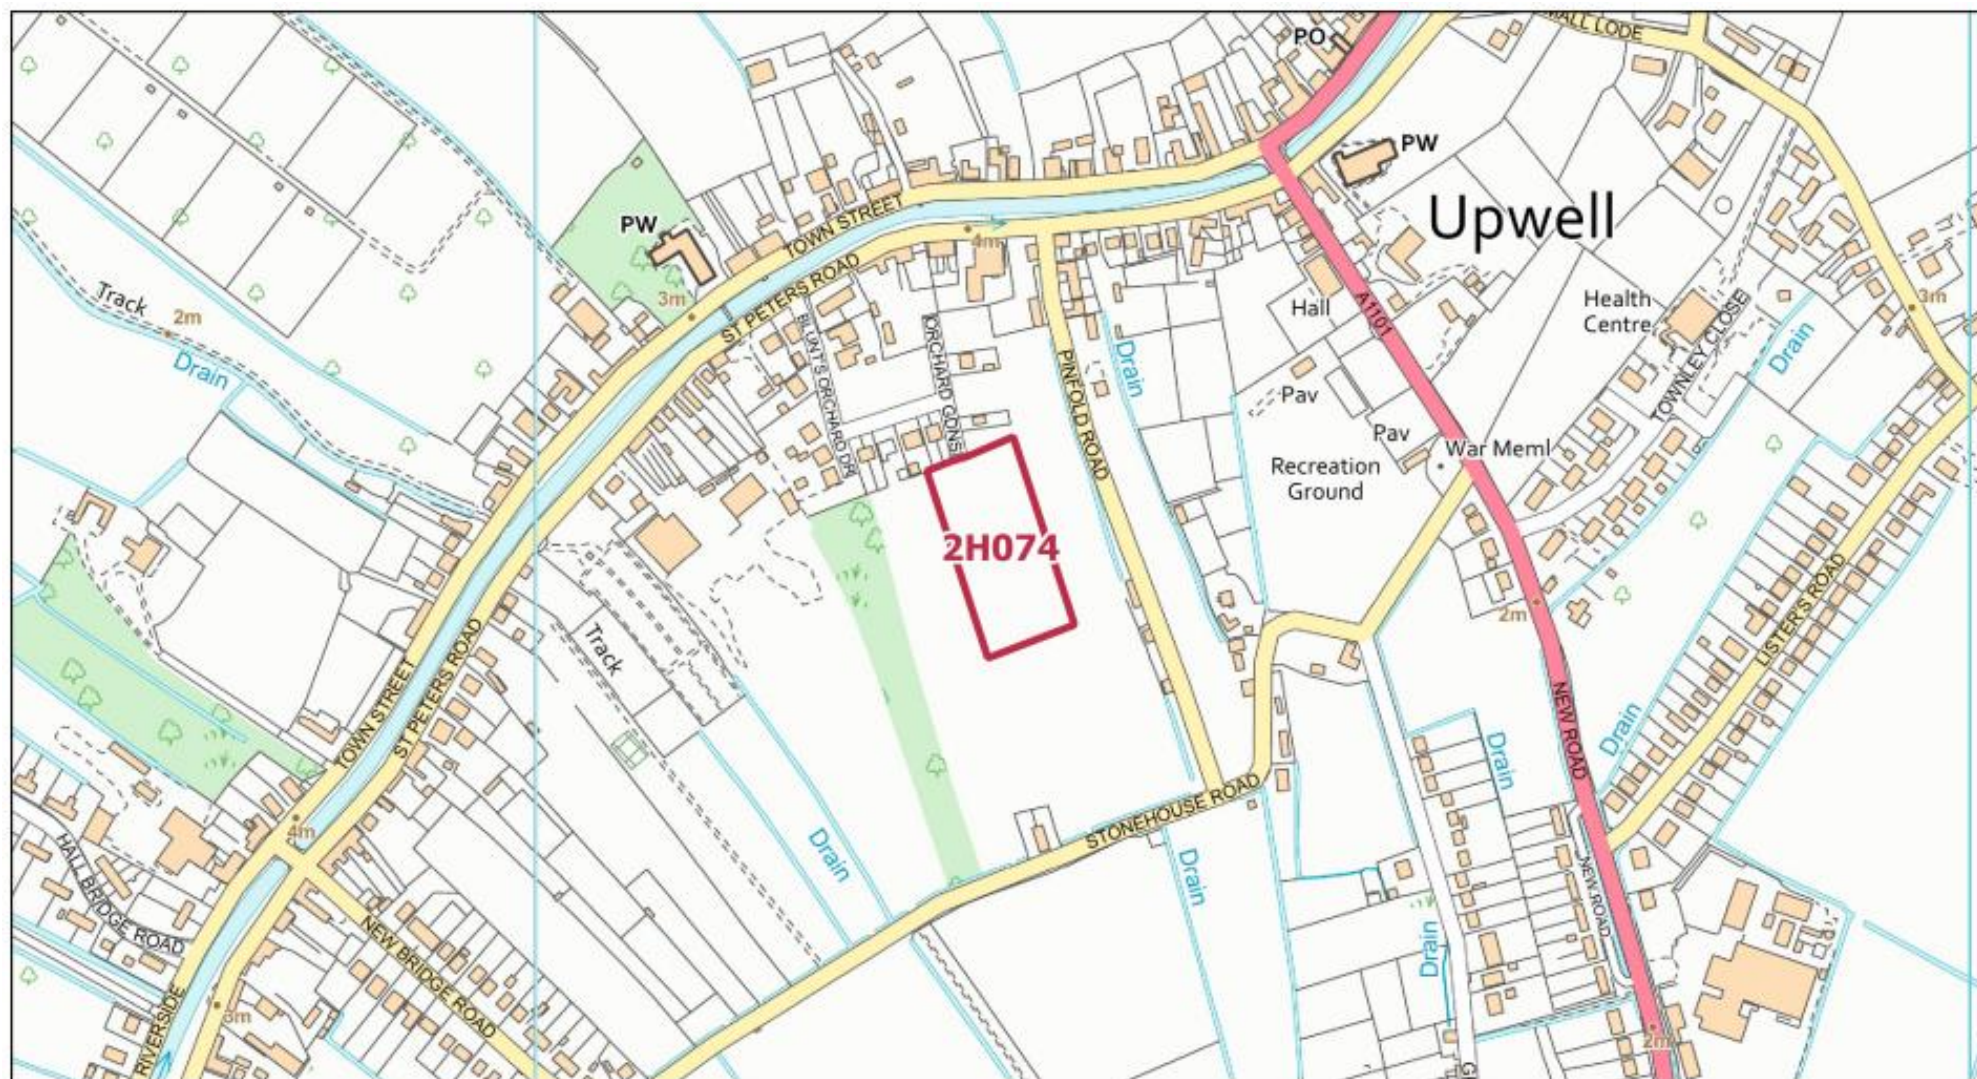 SMALL LODE
PO
PW
Upwell
PW
TOWN STREET
4m
ST PETERS ROAD
3m
Track
2m
Drain
BLUNT'S ORCHARD DR
ORCHARD GDNS
PINFOLD ROAD
Drain
Hall
A1101
Health
Centre
TOWNLEY CLOSE
Drain
3m
Pav
Pav
War Meml
Recreation
Ground
2H074
2m
LISTER'S ROAD
Track
TOWN STREET
ST PETERS ROAD
NEW ROAD
Drain
Drain
STONEHOUSE ROAD
Drain
Drain
4m
HALL BRIDGE ROAD
NEW BRIDGE ROAD
NEW ROAD
Drain
RIVERSIDE
3m
2m